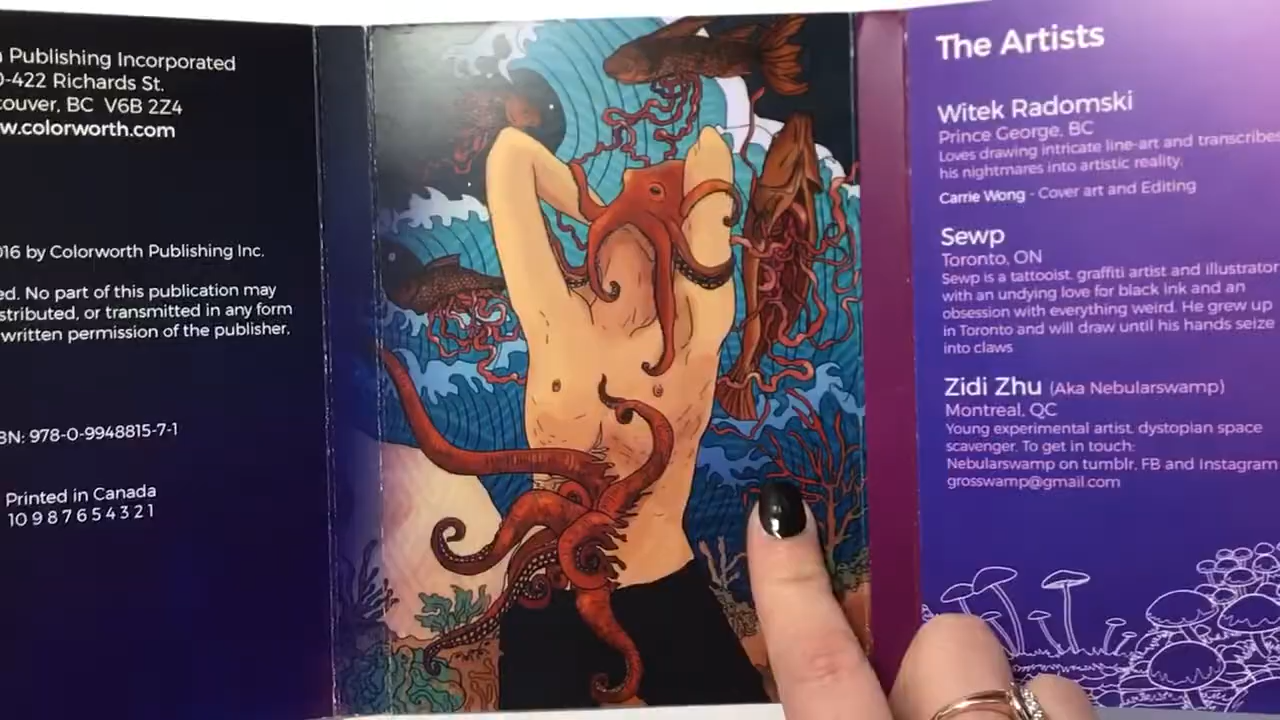 Publishing Incorporated
-422 Richards St.
couver, BC V6B 2Z4
w.colorworth.com
16 by Colorworth Publishing Inc.
ed. No part of this publication may
stributed, or transmitted in any form
written permission of the publisher.
BN: 978-0-9948815-7-1
Printed in Canada
10 9 8 7 6 5 4 3 2 1
The Artists
Witek Radomski
Prince George, BC
Loves drawing intricate line-art and transcribes
his nightmares into artistic reality.
Carrie Wong - Cover art and Editing
Sewp
Toronto, ON
Sewp is a tattooist, graffiti artist and illustrator
with an undying love for black ink and an
obsession with everything weird. He grew up
in Toronto and will draw until his hands seize
into claws
Zidi Zhu (Aka Nebularswamp)
Montreal, QC
Young experimental artist, dystopian space
scavenger. To get in touch:
Nebularswamp on tumblr, FB and Instagram
grosswamp@gmail.com